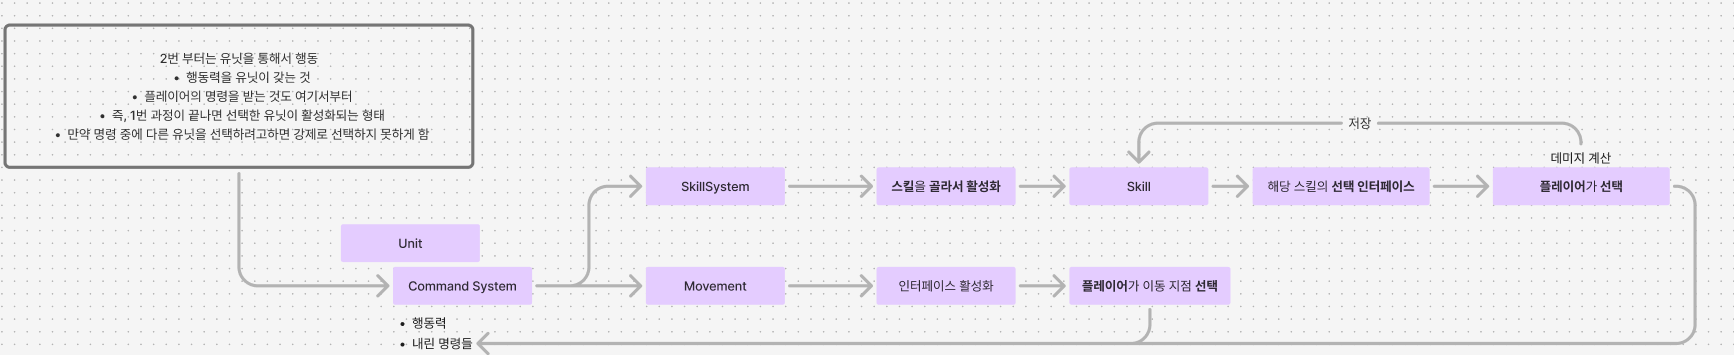 2번 부터는 유닛을 통해서 행동
• 행동력을 유닛이 갖는 것
• 플레이어의 명령을 받는 것도 여기서부터
• 즉, 1번 과정이 끝나면 선택한 유닛이 활성화되는 형태
• 만약 명령 중에 다른 유닛을 선택하려고하면 강제로 선택하지 못하게 함
저장
데미지 계산
SkillSystem
스킬을 골라서 활성화
Skill
해당 스킬의 선택 인터페이스
플레이어가 선택
Unit
Command System
Movement
인터페이스 활성화
플레이어가 이동 지점 선택
• 행동력
• 내린 명령들